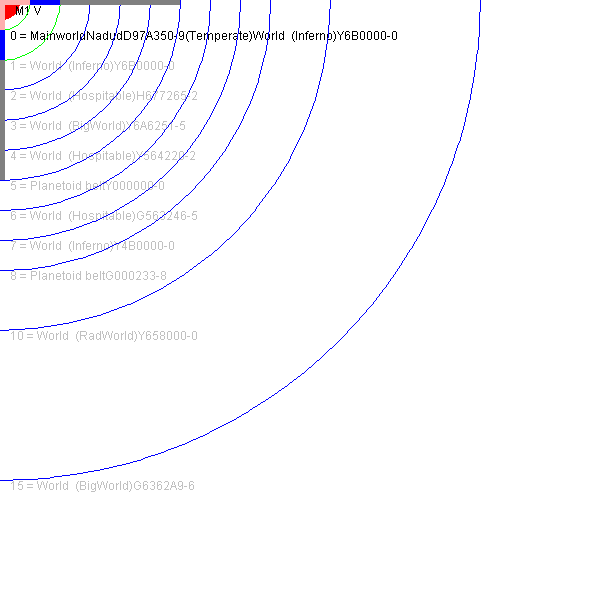 M1 V
0 = MainworldNadudD97A350-9(Temperate)World (Inferno)Y6B0000-0
1 = World (Inferno)Y6B0000-0
2 = World (Hospitable)H677265-2
3 = World (BigWorld)Y6A6251-5
4 = World (Hospitable)Y564220-2
5 = Planetoid beltY000000-0
6 = World (Hospitable)G563246-5
7 = World (Inferno)Y4B0000-0
8 = Planetoid beltG000233-8
10 = World (RadWorld)Y658000-0
15 = World (BigWorld)G6362A9-6